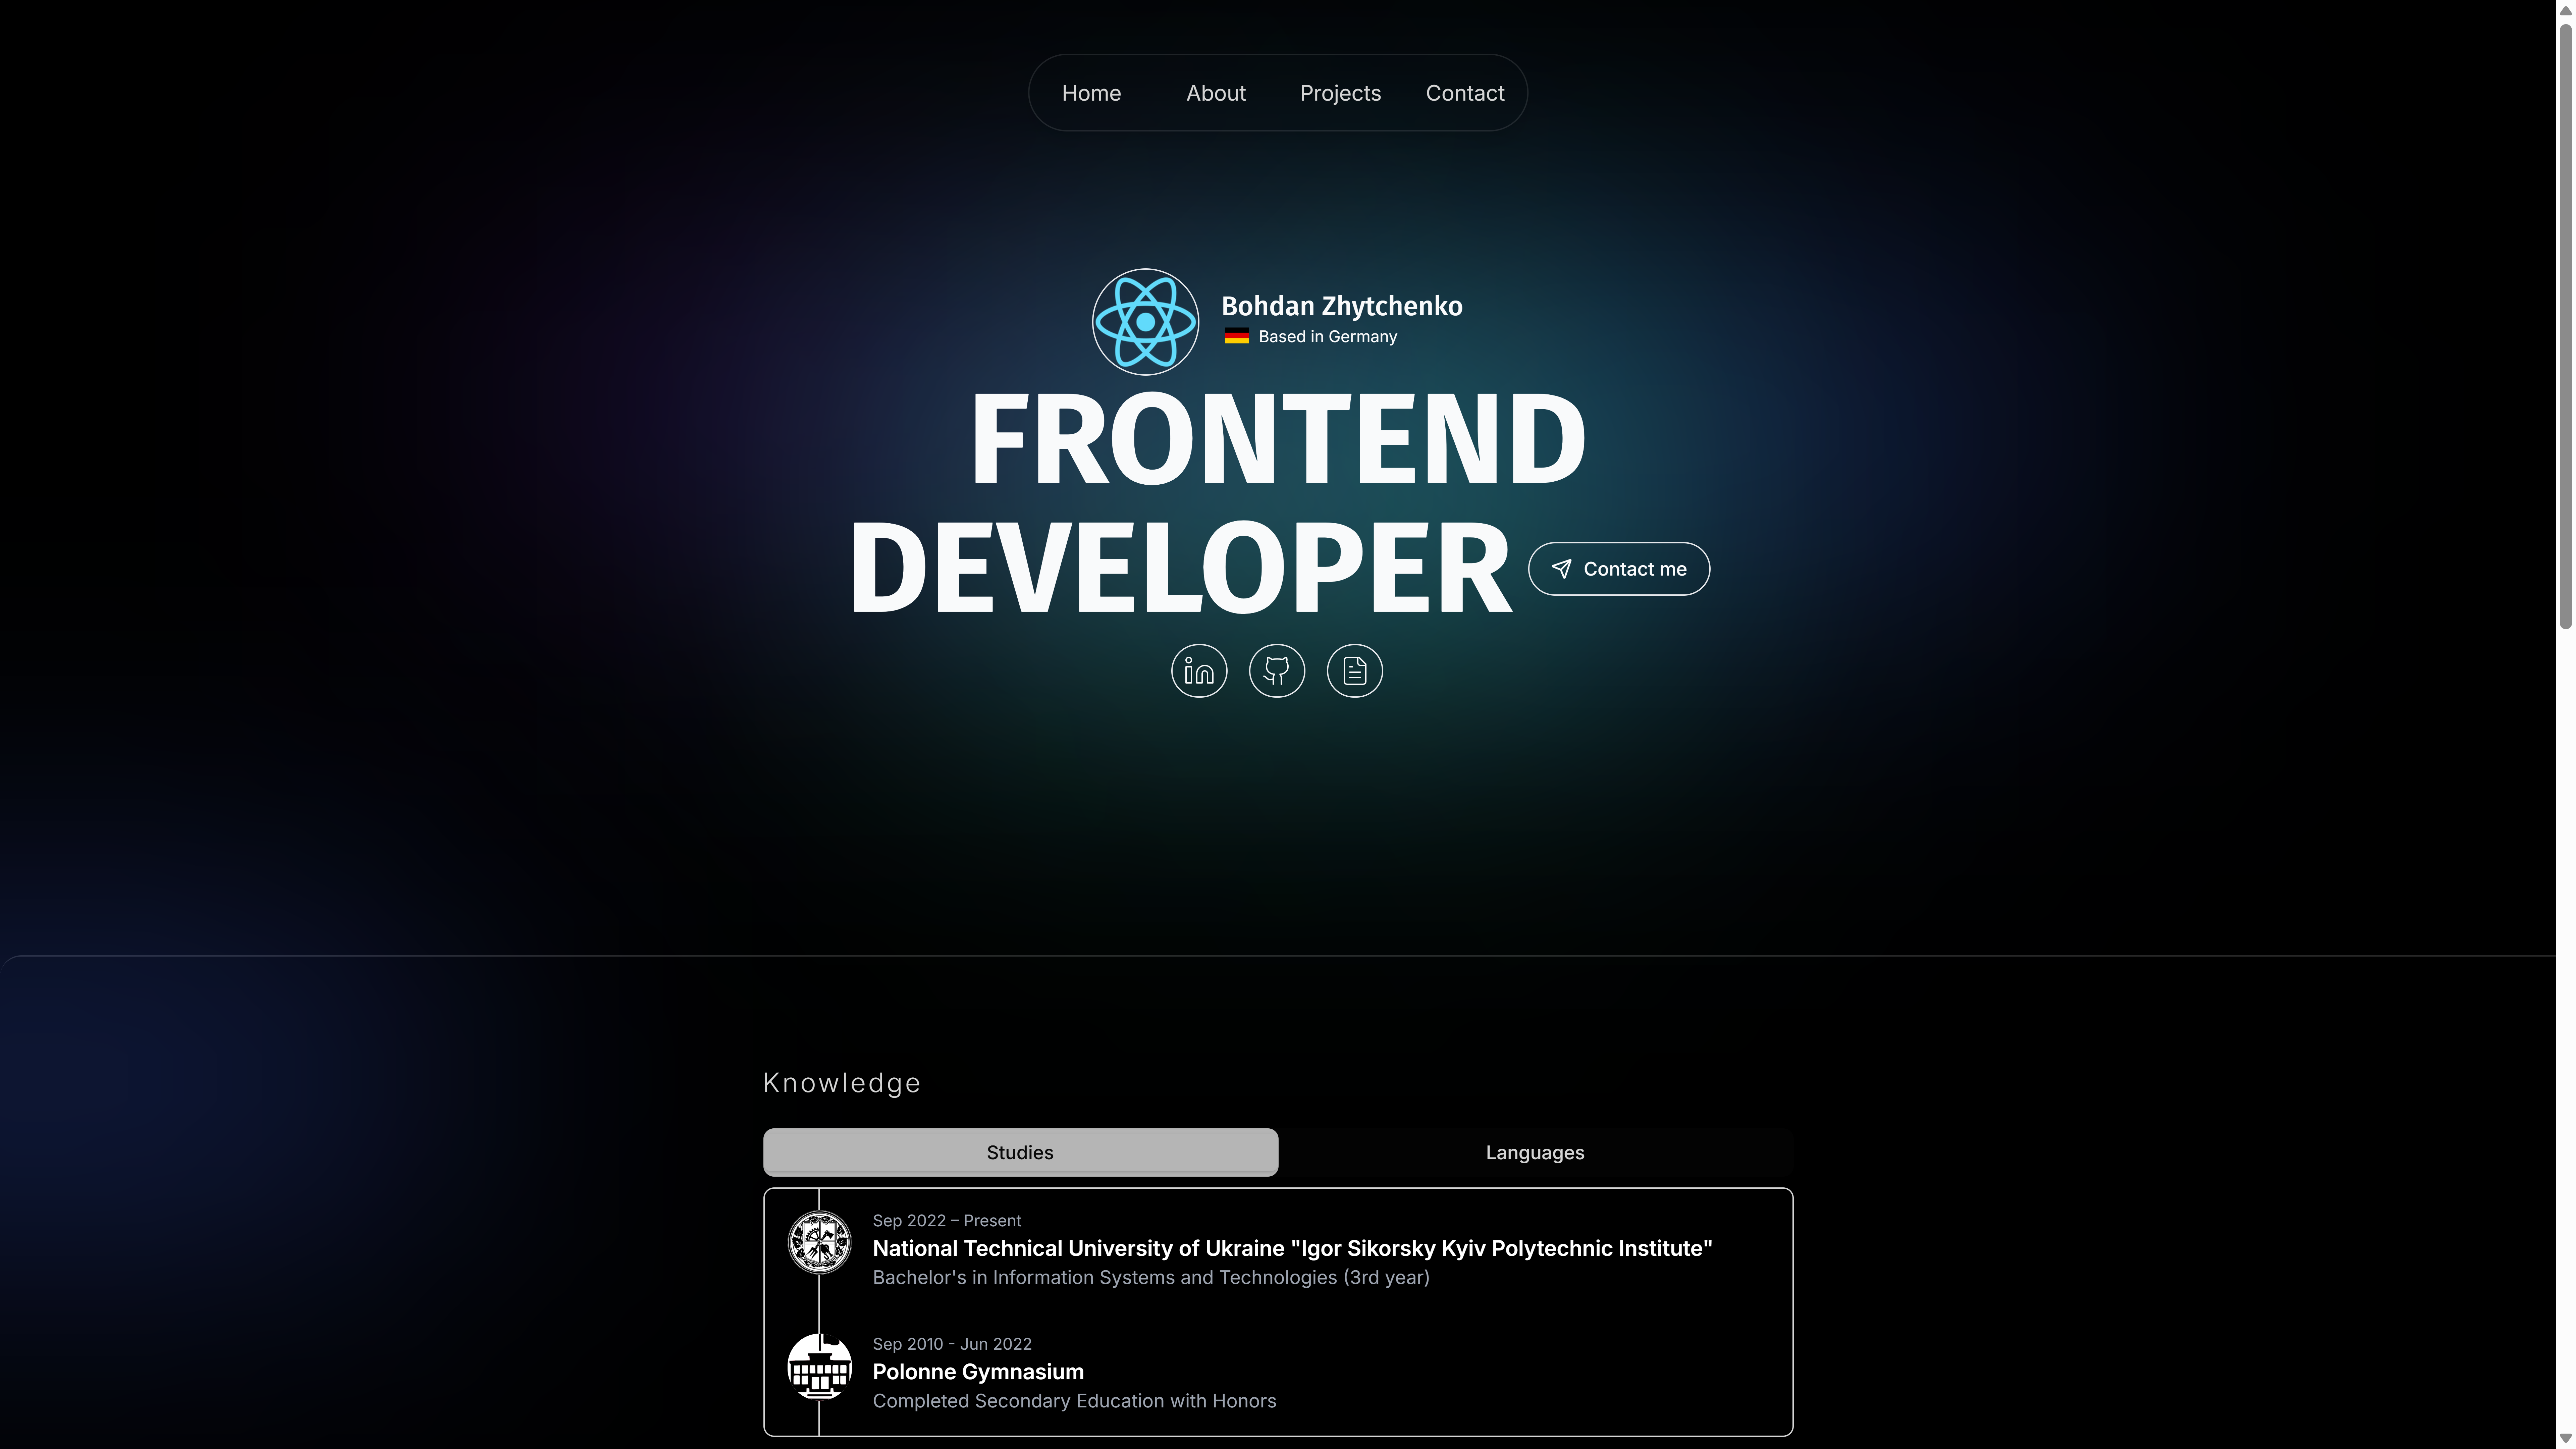 Home About Projects Contact
Bohdan Zhytchenko
Based in Germany
FRONTEND
DEVELOPER
Contact me
Knowledge
Studies Languages
Sep 2022 – Present
National Technical University of Ukraine "Igor Sikorsky Kyiv Polytechnic Institute"
Bachelor's in Information Systems and Technologies (3rd year)
Sep 2010 - Jun 2022
Polonne Gymnasium
Completed Secondary Education with Honors